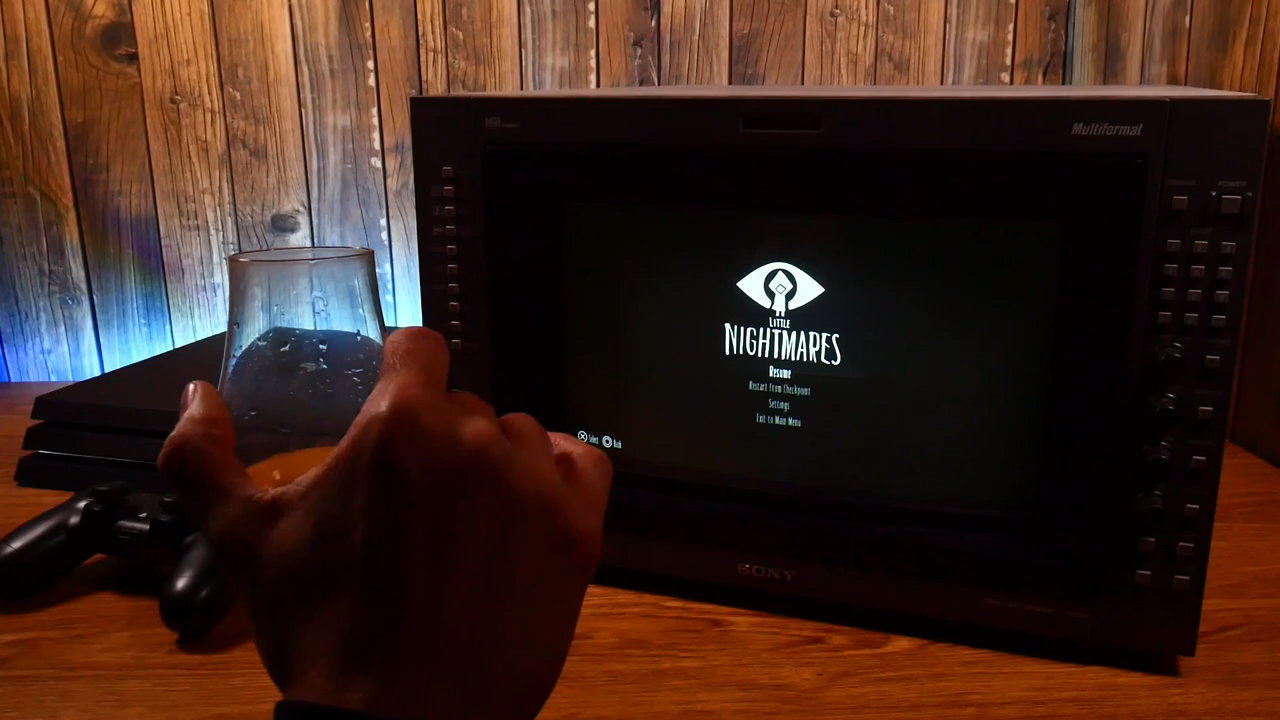 Multiformat
LITTLE
NIGHTMARES
Resume
Restart from Checkpoint
Settings
Exit to Main Menu
Select Back
SONY